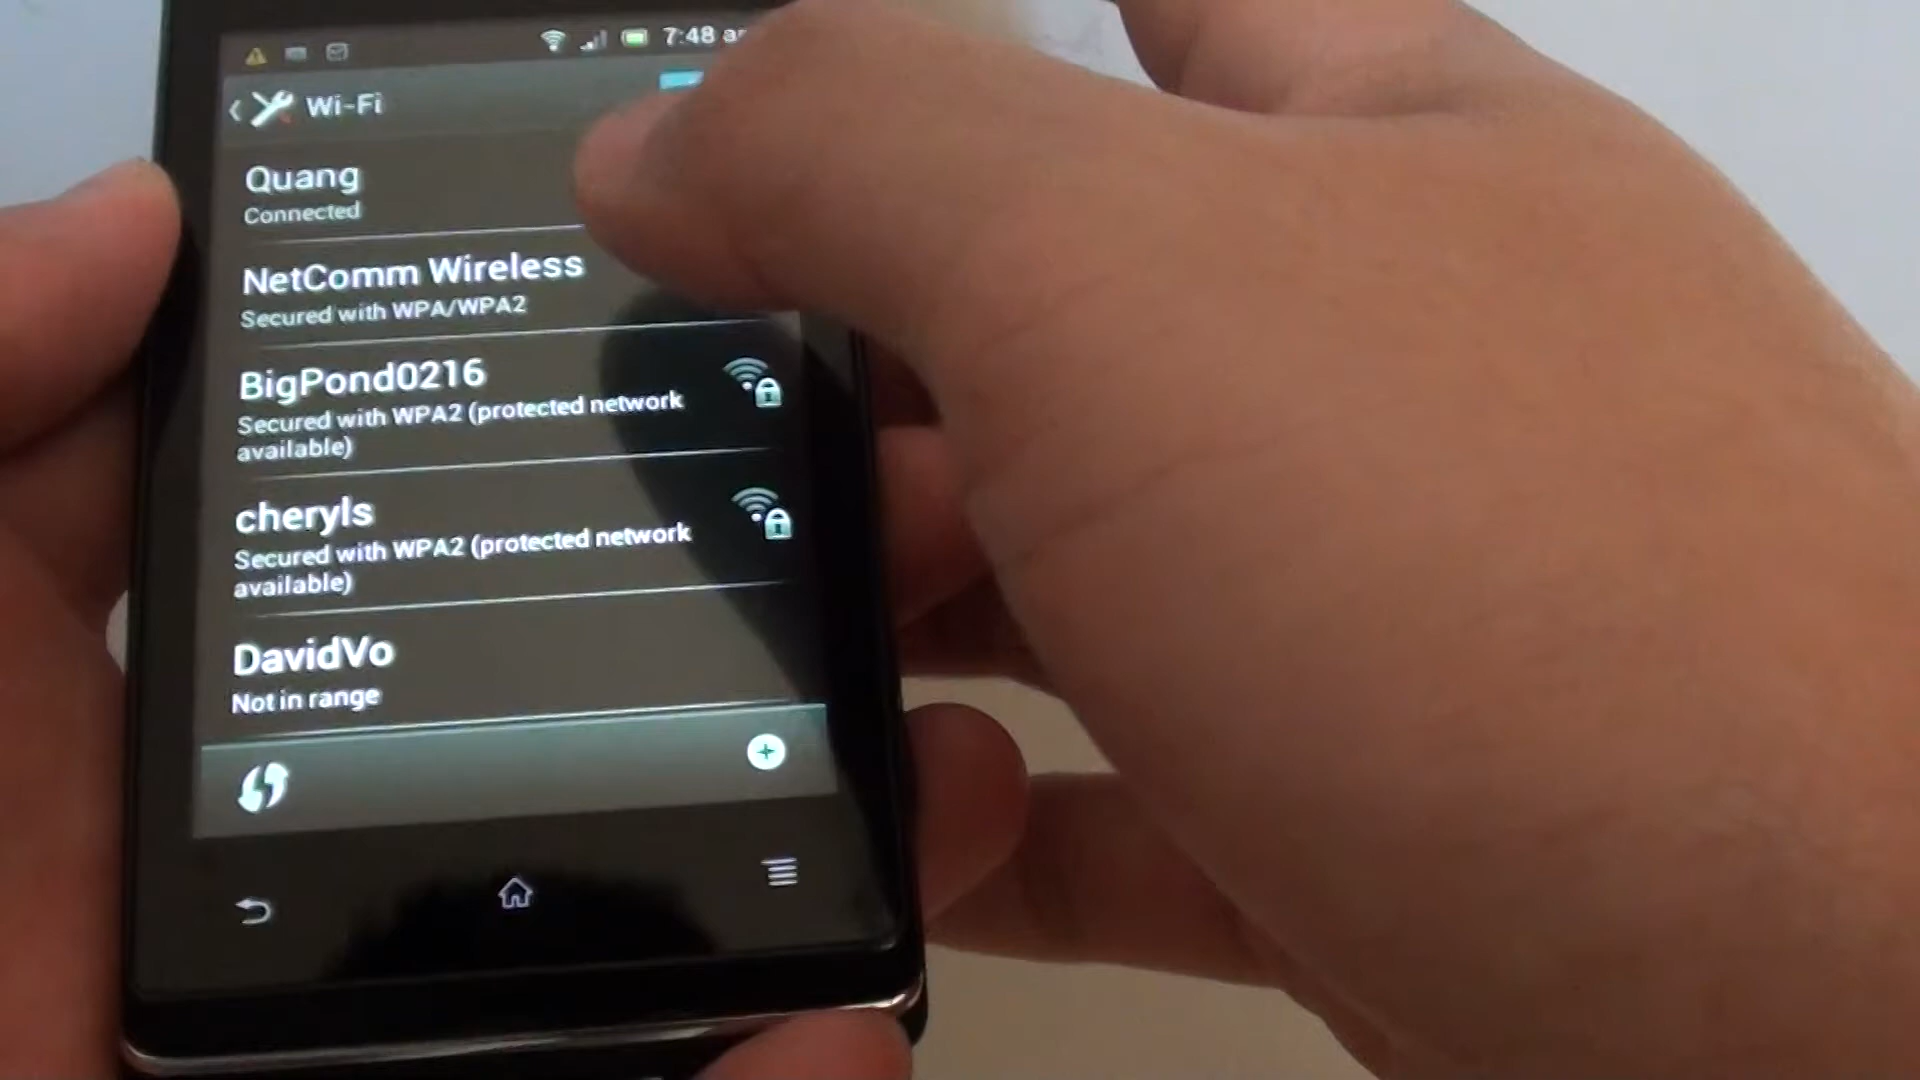 7:48
Wi-Fi
Quang
Connected
NetComm Wireless
Secured with WPA/WPA2
BigPond0216
Secured with WPA2 (protected network
available)
cheryls
Secured with WPA2 (protected network
available)
DavidVo
Not in range